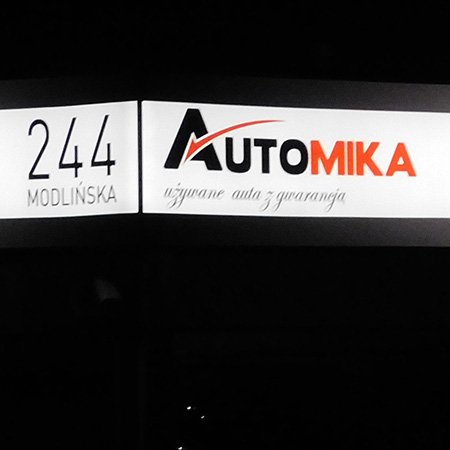 244
MODLIŃSKA
AUTOMIKA
używane auta z gwarancją